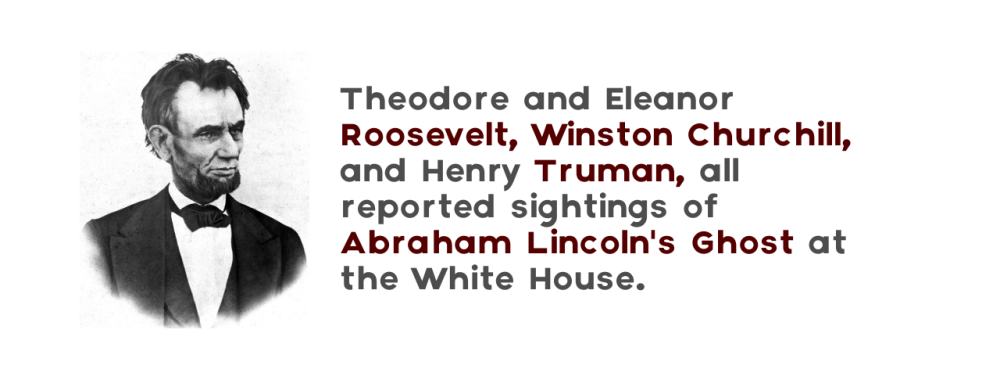 Theodore and Eleanor
Roosevelt, Winston Churchill,
and Henry Truman, all
reported sightings of
Abraham Lincoln's Ghost at
the White House.